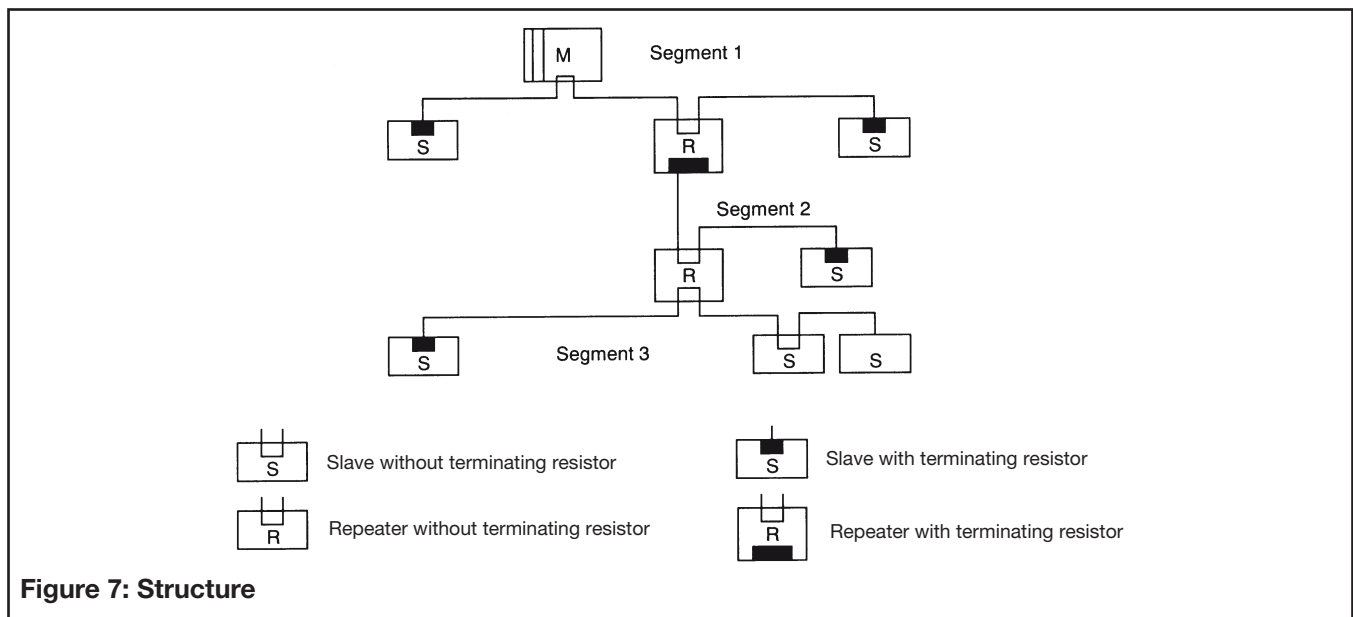 M
Segment 1
S
R
S
Segment 2
R
S
S
Segment 3
S
S
S
Slave without terminating resistor
S
Slave with terminating resistor
R
Repeater without terminating resistor
R
Repeater with terminating resistor
Figure 7: Structure